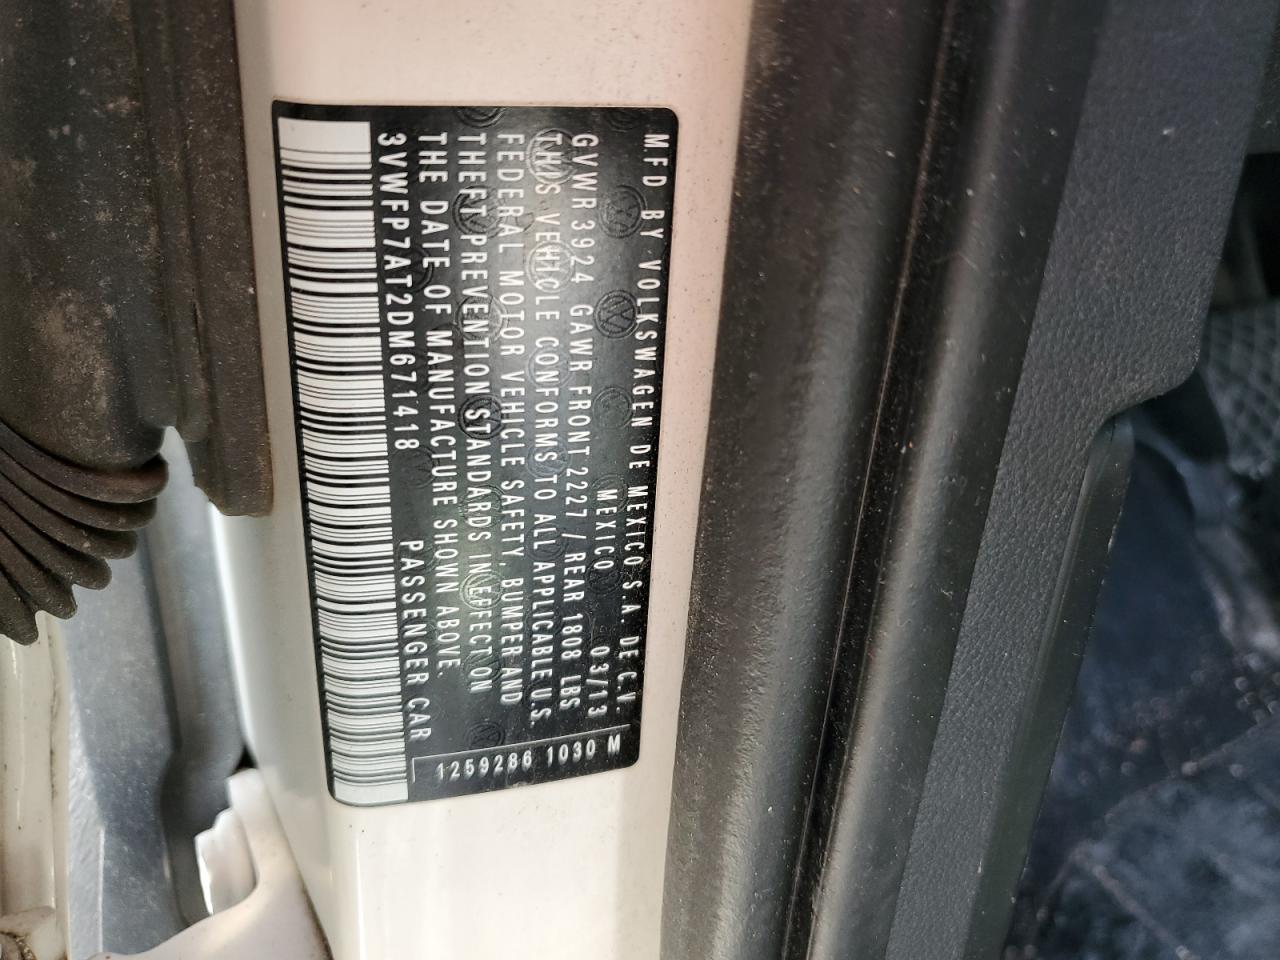 MFD BY VOLKSWAGEN DE MEXICO S.A. DE C.V.
MEXICO 03/13
GVWR 3924 GAWR FRONT 2227 / REAR 1808 LBS
THIS VEHICLE CONFORMS TO ALL APPLICABLE U.S.
FEDERAL MOTOR VEHICLE SAFETY, BUMPER AND
THEFT PREVENTION STANDARDS IN EFFECT ON
THE DATE OF MANUFACTURE SHOWN ABOVE.
3VWFP7AT2DM671418 PASSENGER CAR
1259286 1030 M